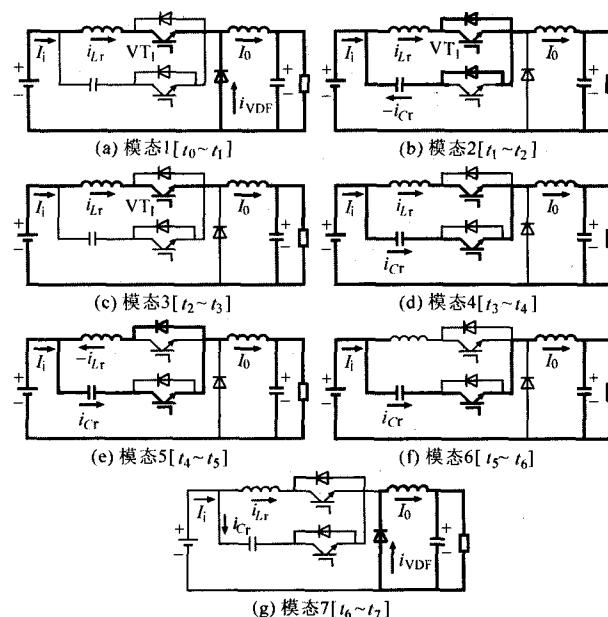 I_i i_Lr VT_1 I_0 + − + − i_VDF
(a) 模态1[t_0~t_1]
I_i i_Lr VT_1 I_0 + − + − −i_Cr
(b) 模态2[t_1~t_2]
I_i i_Lr VT_1 I_0 + − + −
(c) 模态3[t_2~t_3]
I_i i_Lr I_0 + − + − i_Cr
(d) 模态4[t_3~t_4]
I_i −i_Lr I_0 + − + − i_Cr
(e) 模态5[t_4~t_5]
I_i I_0 + − + − i_Cr
(f) 模态6[t_5~t_6]
I_i i_Lr i_Cr I_0 + − + − i_VDF
(g) 模态7[t_6~t_7]